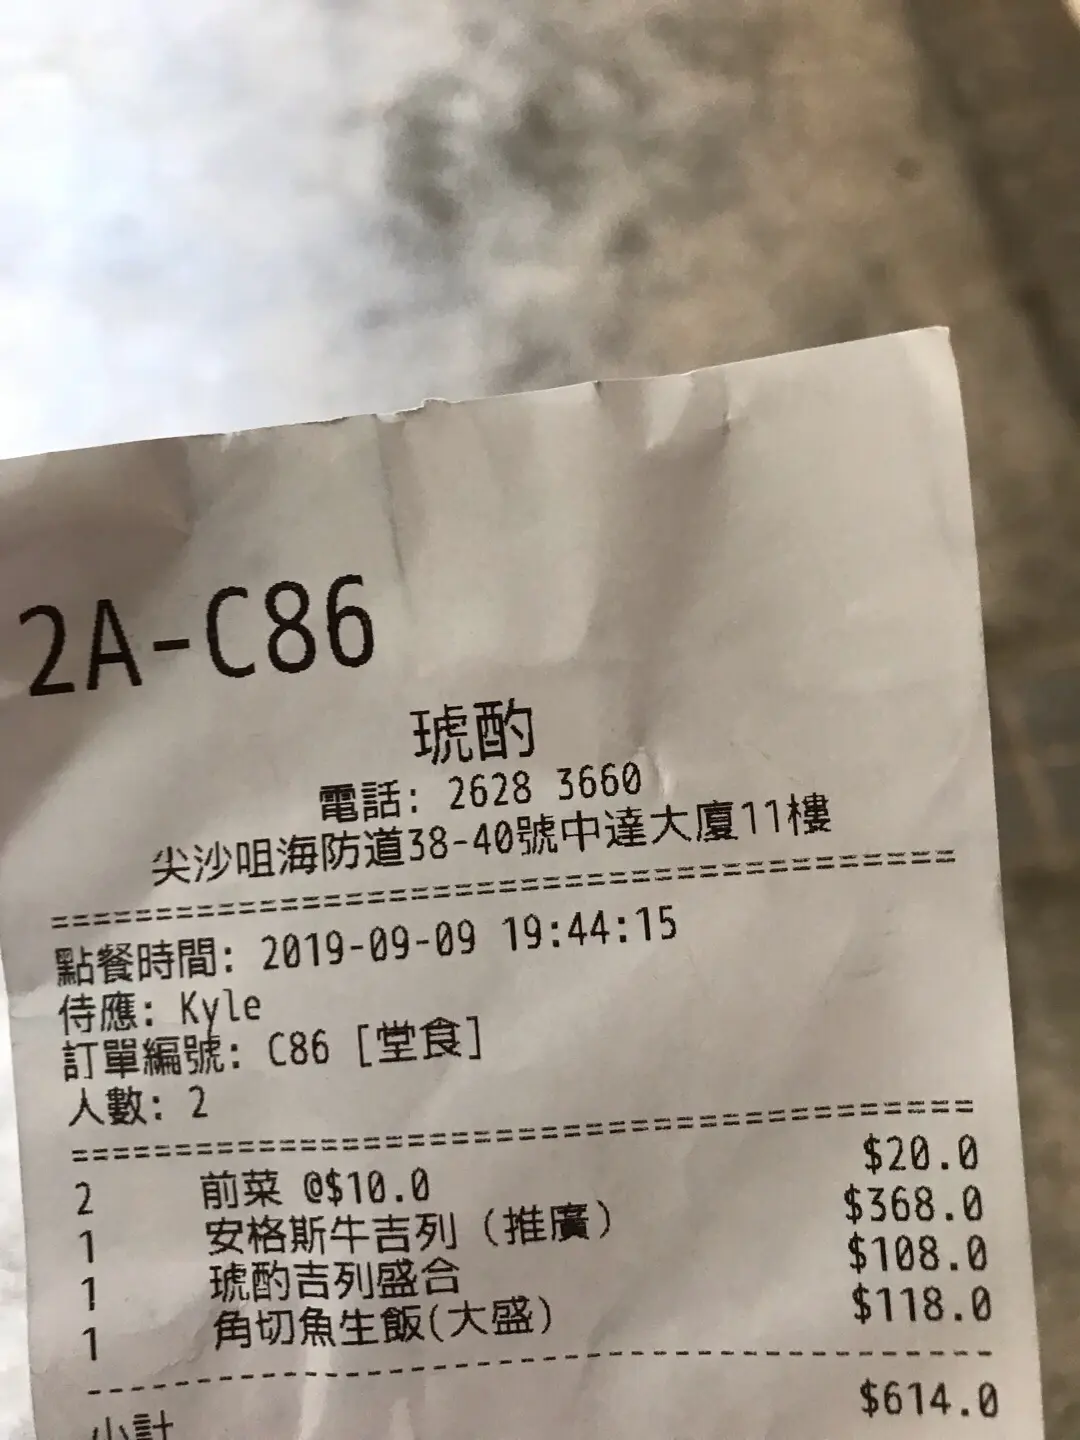 2A-C86
琥酌
電話: 2628 3660
尖沙咀海防道38-40號中達大廈11樓
=============================================
點餐時間: 2019-09-09 19:44:15
侍應: Kyle
訂單編號: C86 [堂食]
人數: 2
=============================================
2 前菜 @$10.0 $20.0
1 安格斯牛吉列 (推廣) $368.0
1 琥酌吉列盛合 $108.0
1 角切魚生飯(大盛) $118.0
---------------------------------------------
小計 $614.0